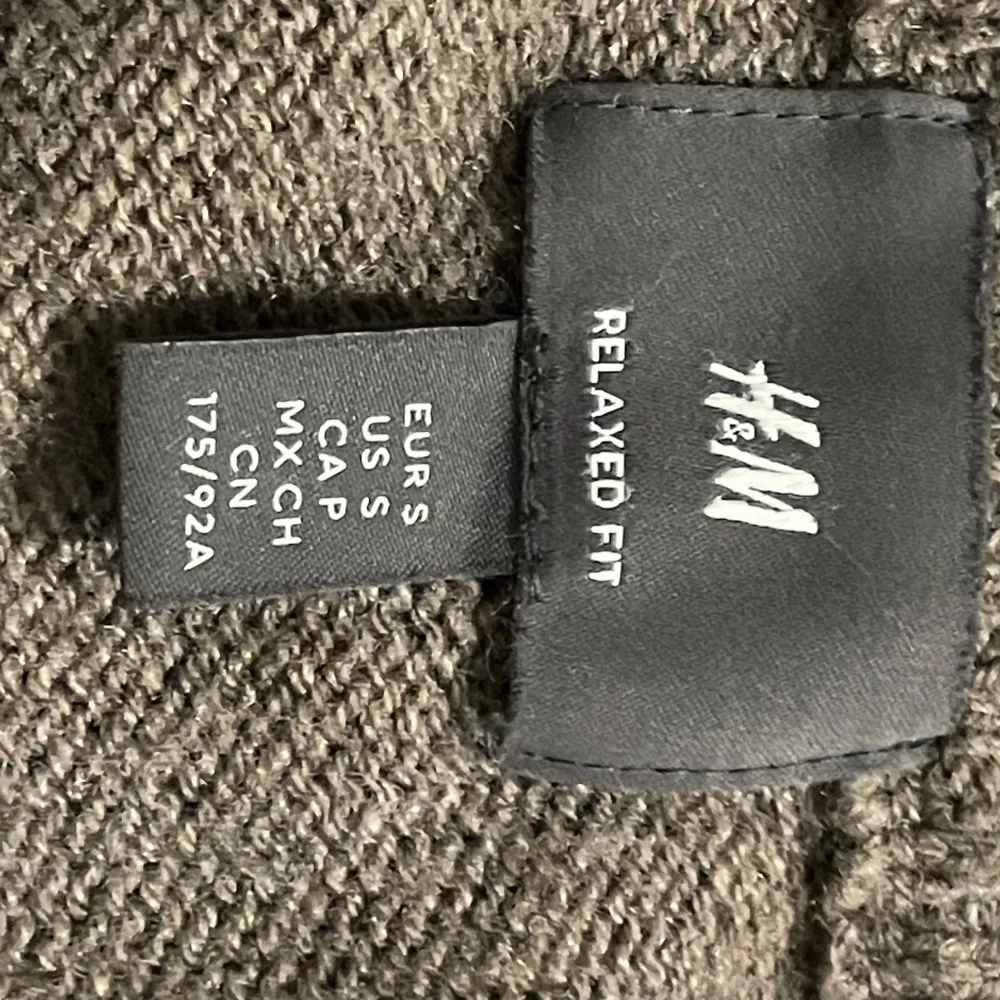 H&M
RELAXED FIT
EUR S
US S
CA P
MX CH
CN
175/92A